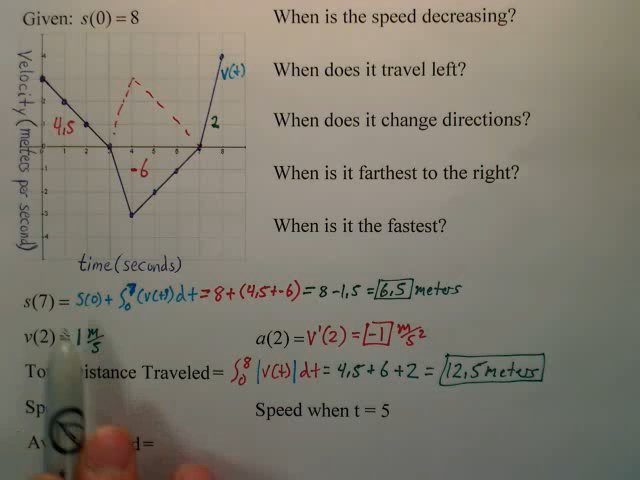 Given: s(0) = 8
When is the speed decreasing?
When does it travel left?
When does it change directions?
When is it farthest to the right?
When is it the fastest?
Velocity (meters per second)
v(t)
4,5
-6
2
time (seconds)
s(7) = s(0) + ∫₀⁷ (v(t)) dt = 8 + (4,5 + -6) = 8 - 1,5 = 6,5 meters
v(2) = 1 m/s
a(2) = v'(2) = -1 m/s²
Distance Traveled = ∫₀⁸ |v(t)| dt = 4,5 + 6 + 2 = 12,5 meters
Speed when t = 5